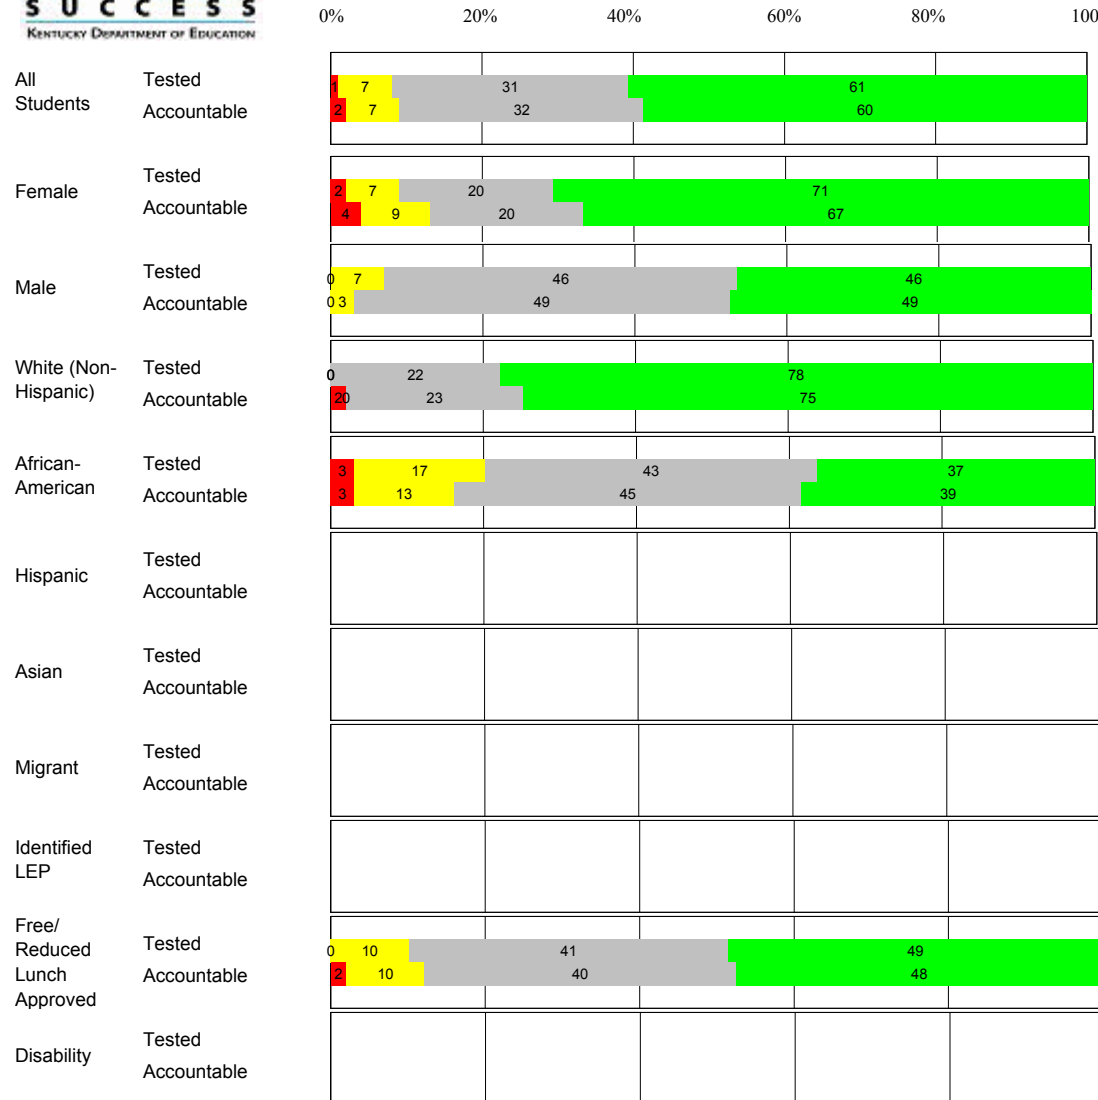 S U C C E S S
KENTUCKY DEPARTMENT OF EDUCATION
0% 20% 40% 60% 80% 100
All Students
Tested 1 7 31 61
Accountable 2 7 32 60
Female
Tested 2 7 20 71
Accountable 4 9 20 67
Male
Tested 0 7 46 46
Accountable 0 3 49 49
White (Non-
Hispanic)
Tested 0 22 78
Accountable 2 0 23 75
African-
American
Tested 3 17 43 37
Accountable 3 13 45 39
Hispanic
Tested
Accountable
Asian
Tested
Accountable
Migrant
Tested
Accountable
Identified
LEP
Tested
Accountable
Free/
Reduced
Lunch
Approved
Tested 0 10 41 49
Accountable 2 10 40 48
Disability
Tested
Accountable